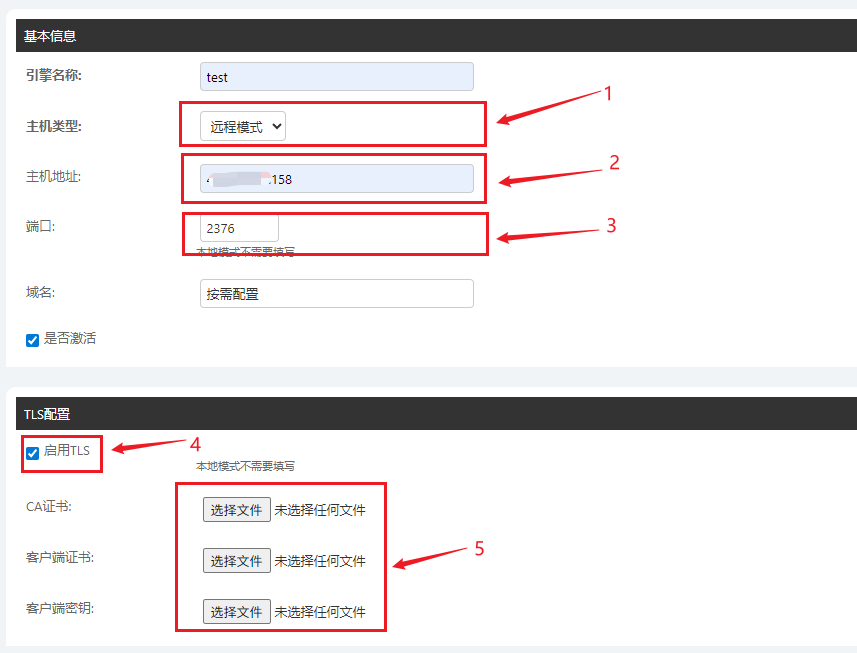 基本信息
引擎名称: test
1
主机类型: 远程模式
2
主机地址: .158
3
端口: 2376
本地模式不需要填写
域名: 按需配置
是否激活
TLS配置
4
启用TLS
本地模式不需要填写
CA证书: 选择文件 未选择任何文件
5
客户端证书: 选择文件 未选择任何文件
客户端密钥: 选择文件 未选择任何文件